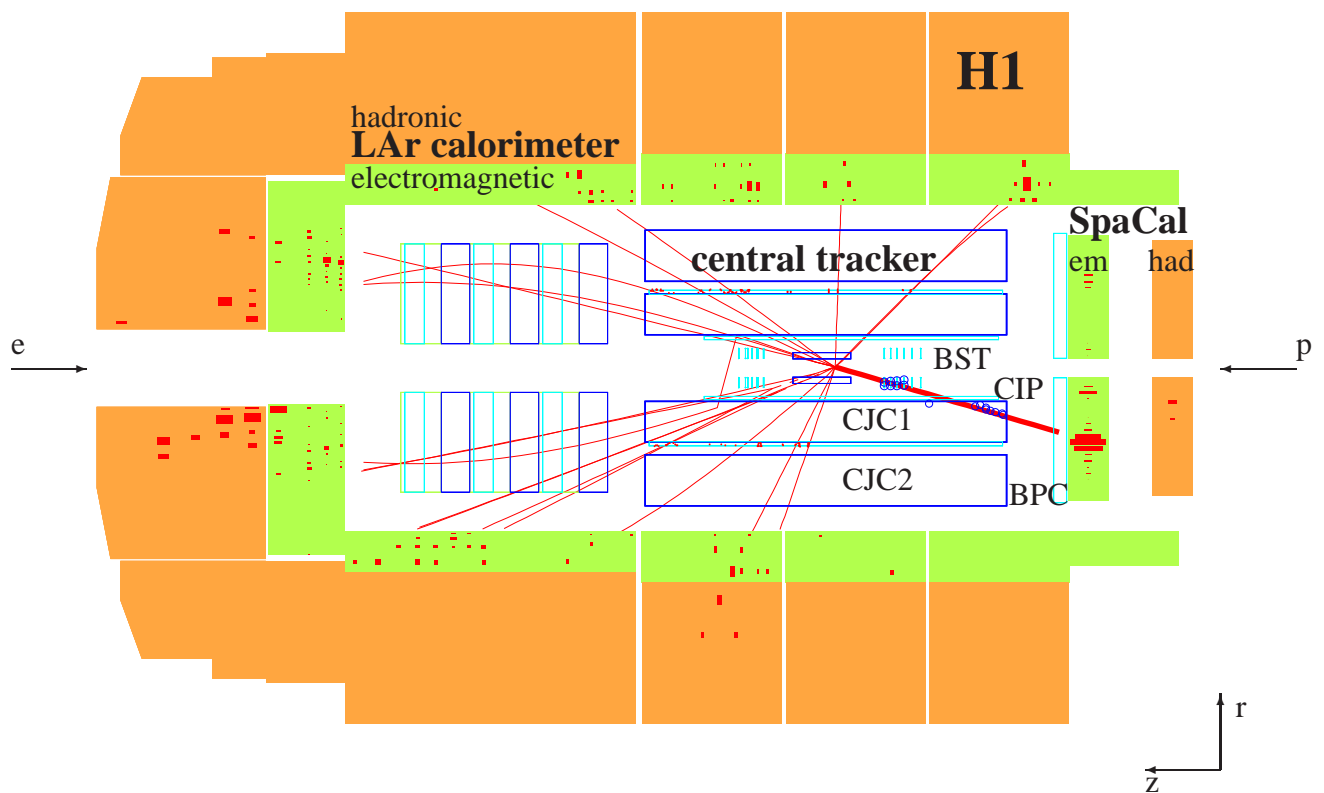 H1
hadronic
LAr calorimeter
electromagnetic
SpaCal
central tracker
em
had
e
p
BST
CIP
CJC1
CJC2
BPC
r
z